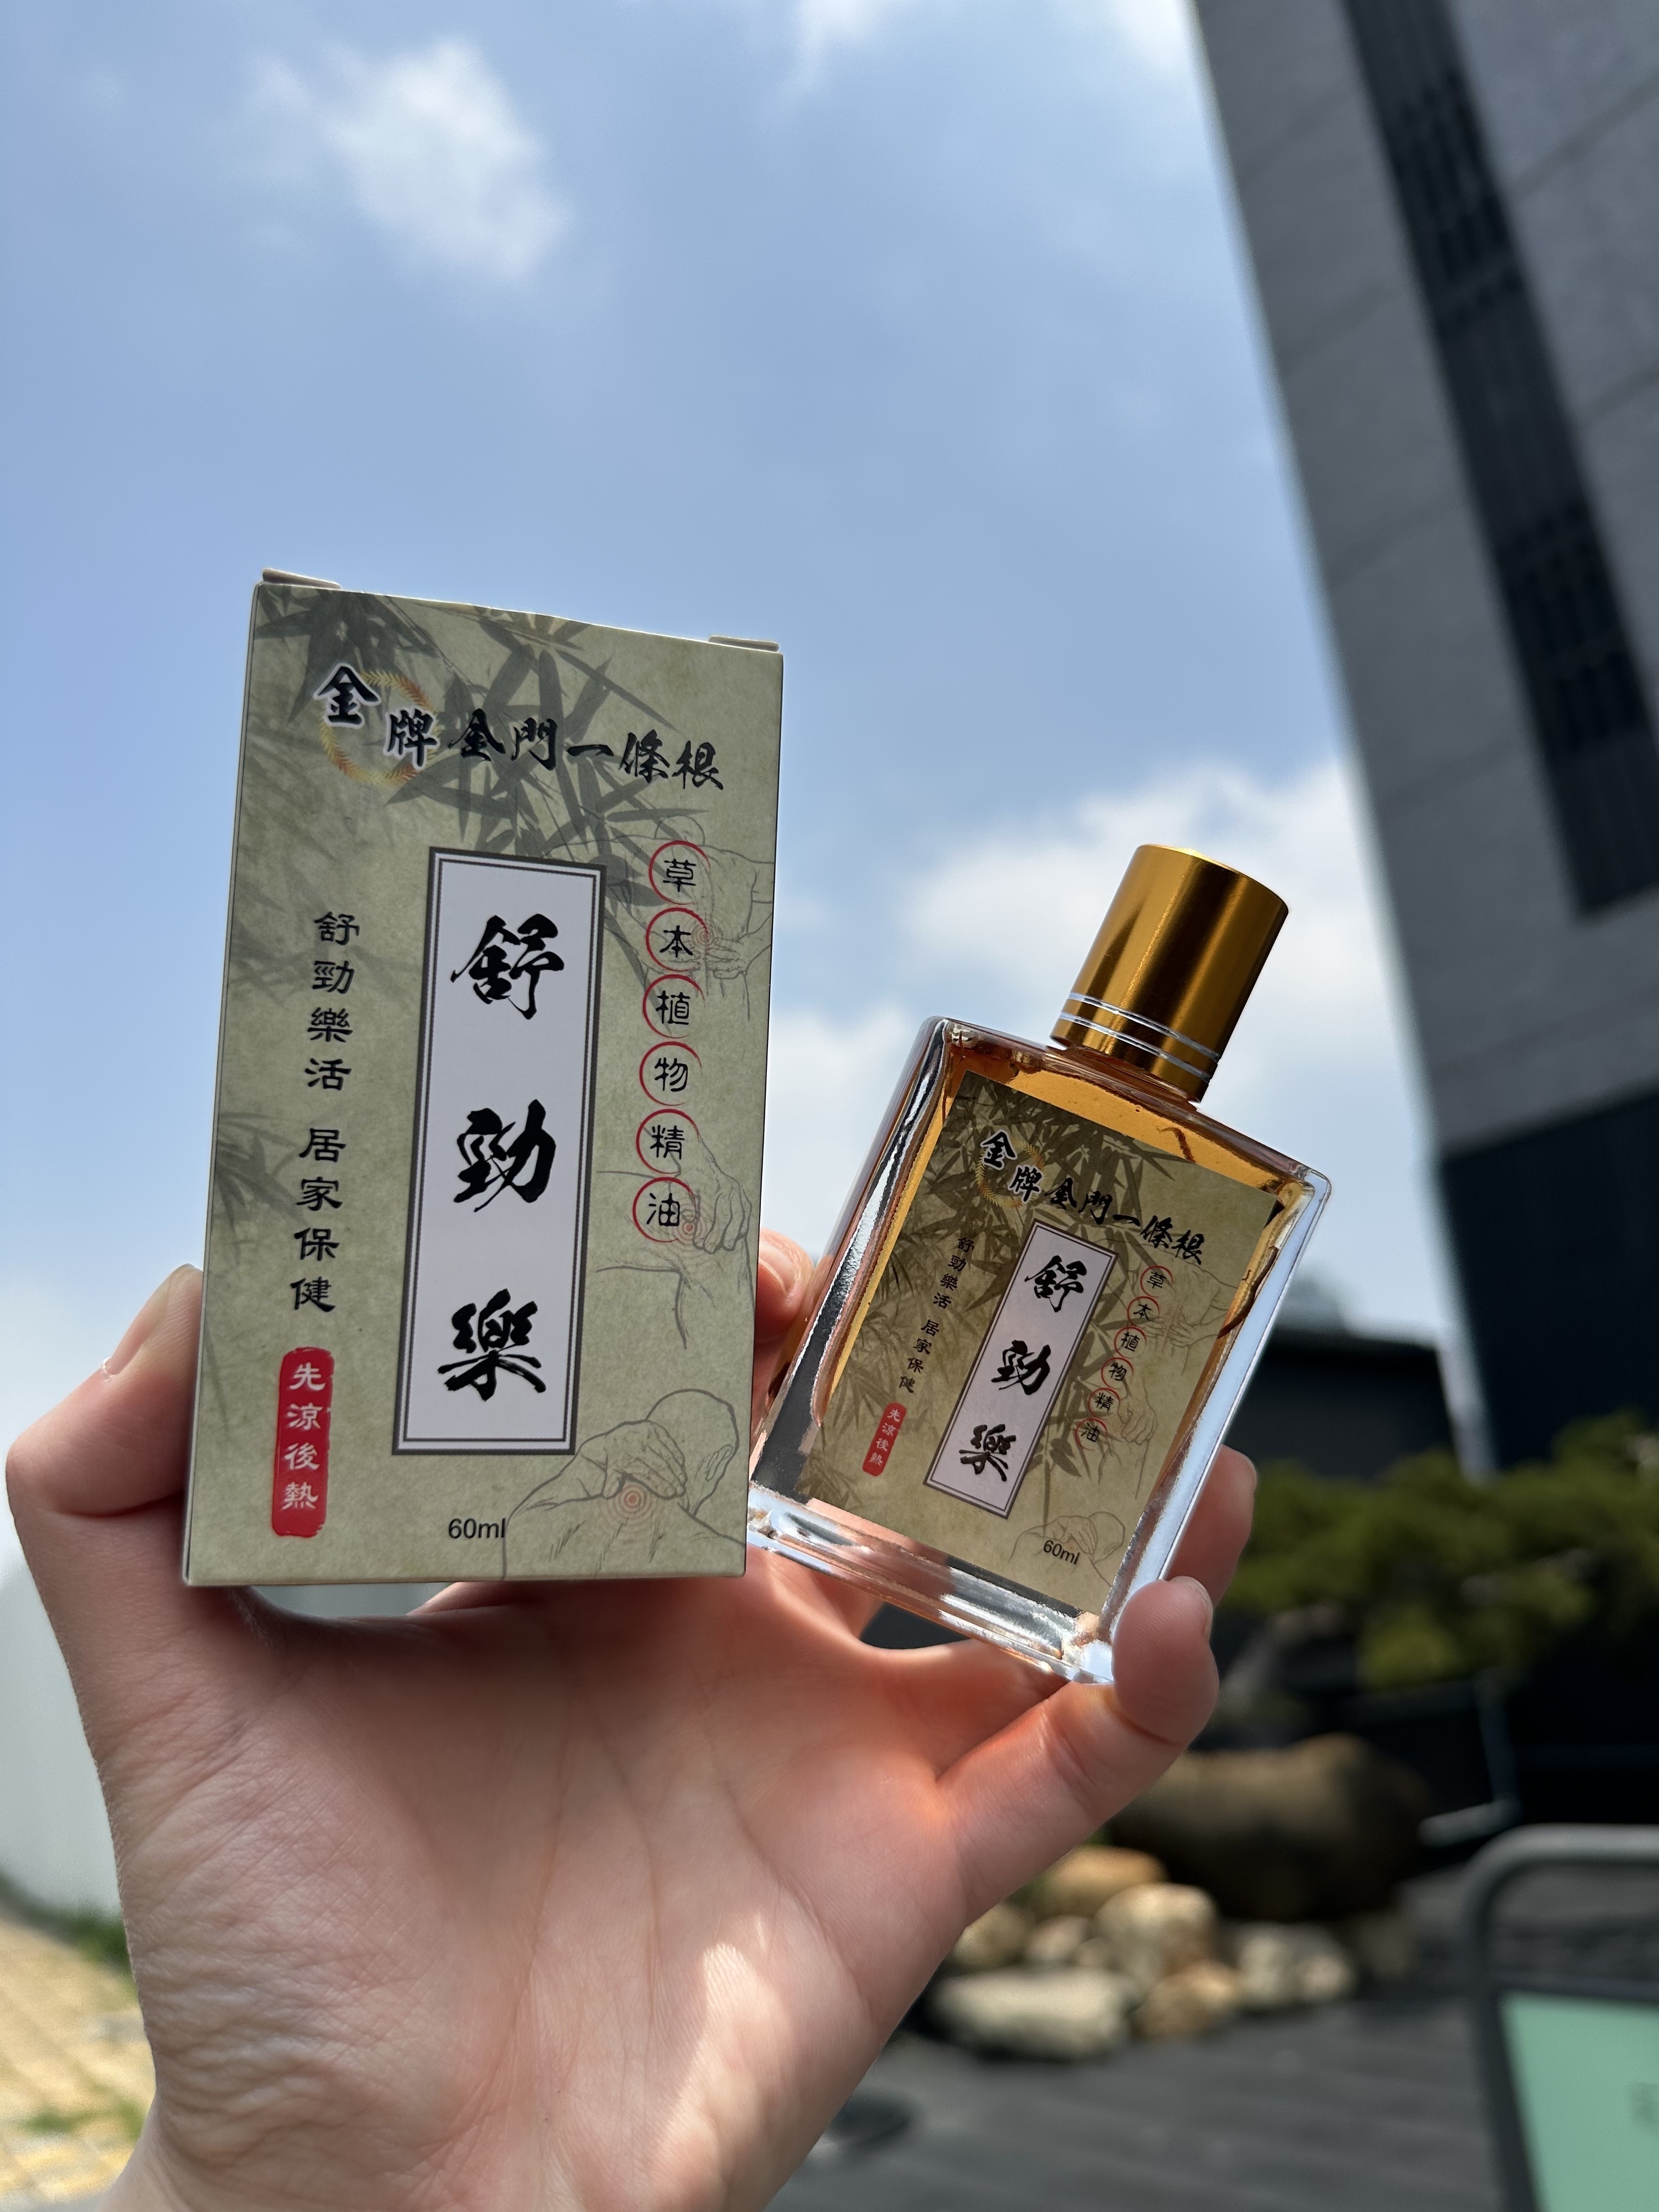 金牌金門一條根
草本植物精油
舒勁樂
舒勁樂活 居家保健
先涼後熱
60ml
金牌金門一條根
草本植物精油
舒勁樂
舒勁樂活 居家保健
先涼後熱
60ml